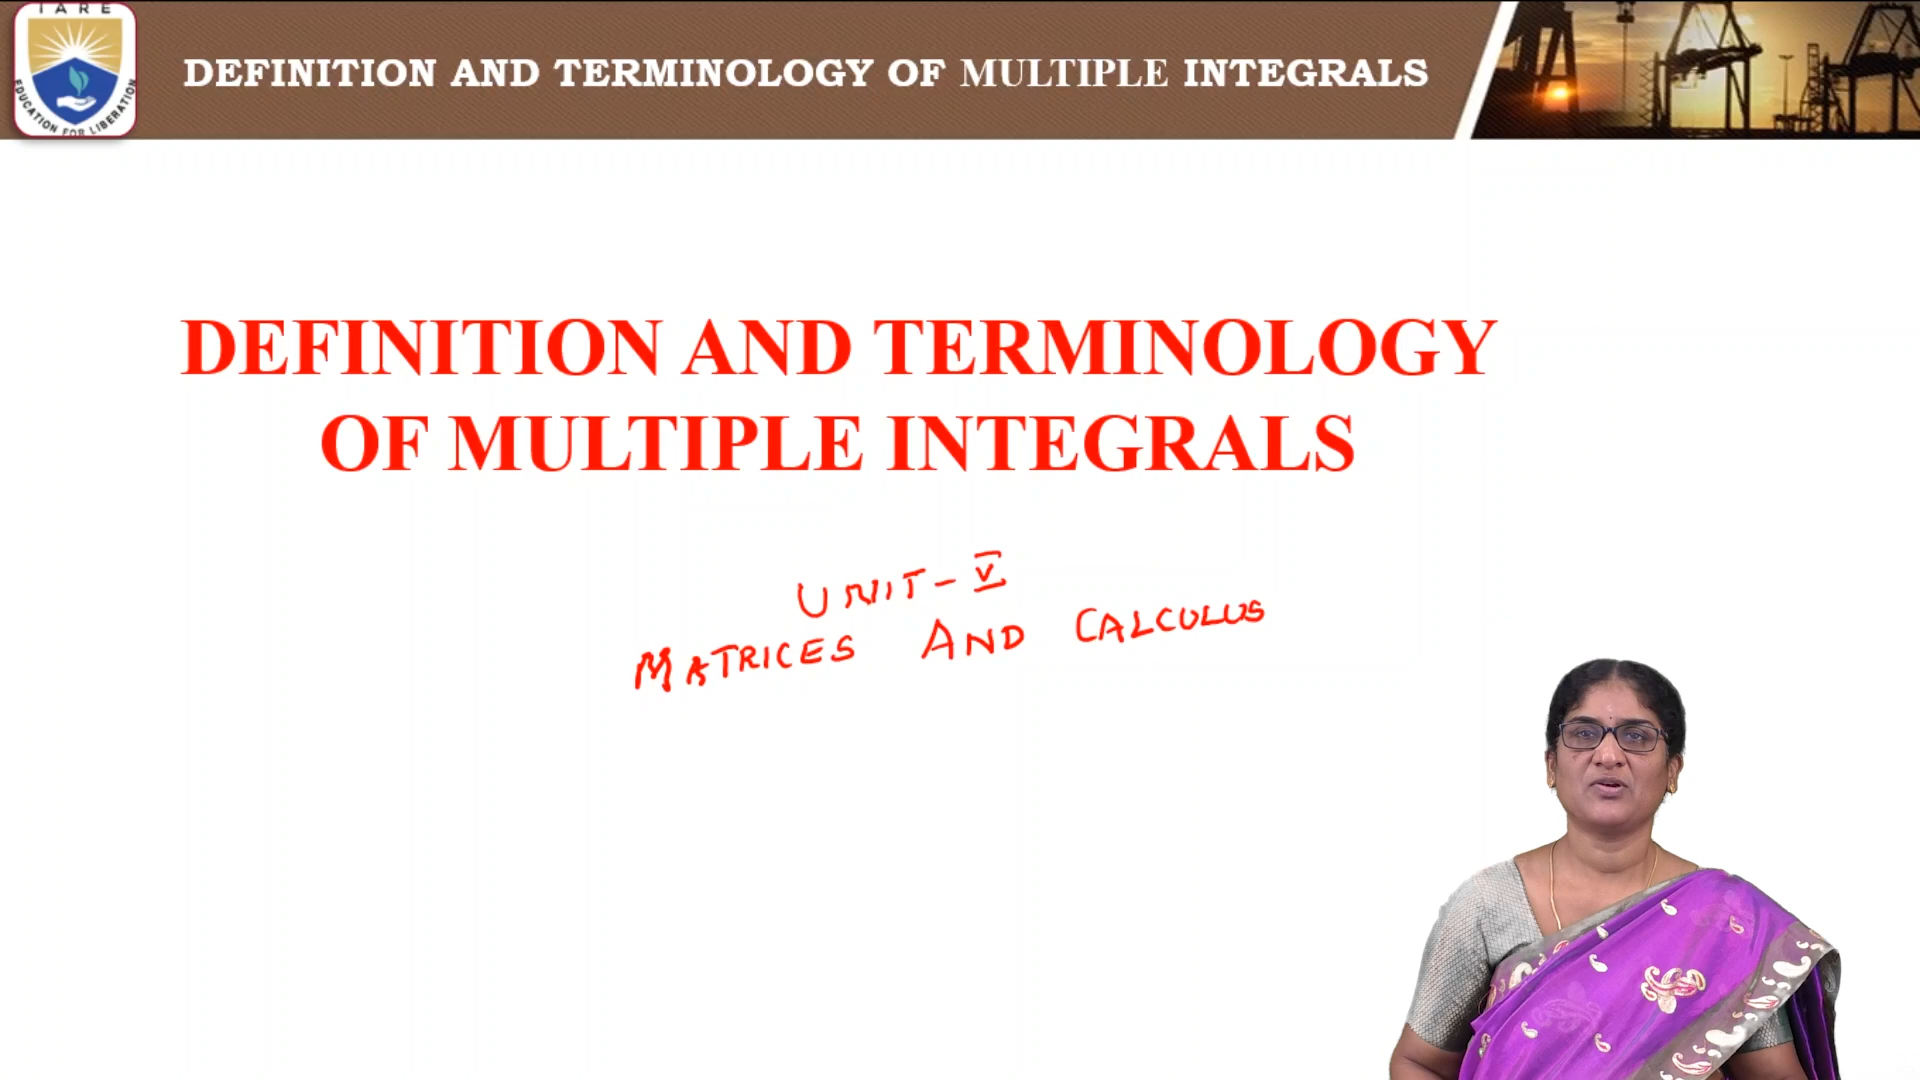 IARE
EDUCATION FOR LIBERATION
DEFINITION AND TERMINOLOGY OF MULTIPLE INTEGRALS
DEFINITION AND TERMINOLOGY
OF MULTIPLE INTEGRALS
UNIT-V
MATRICES AND CALCULUS